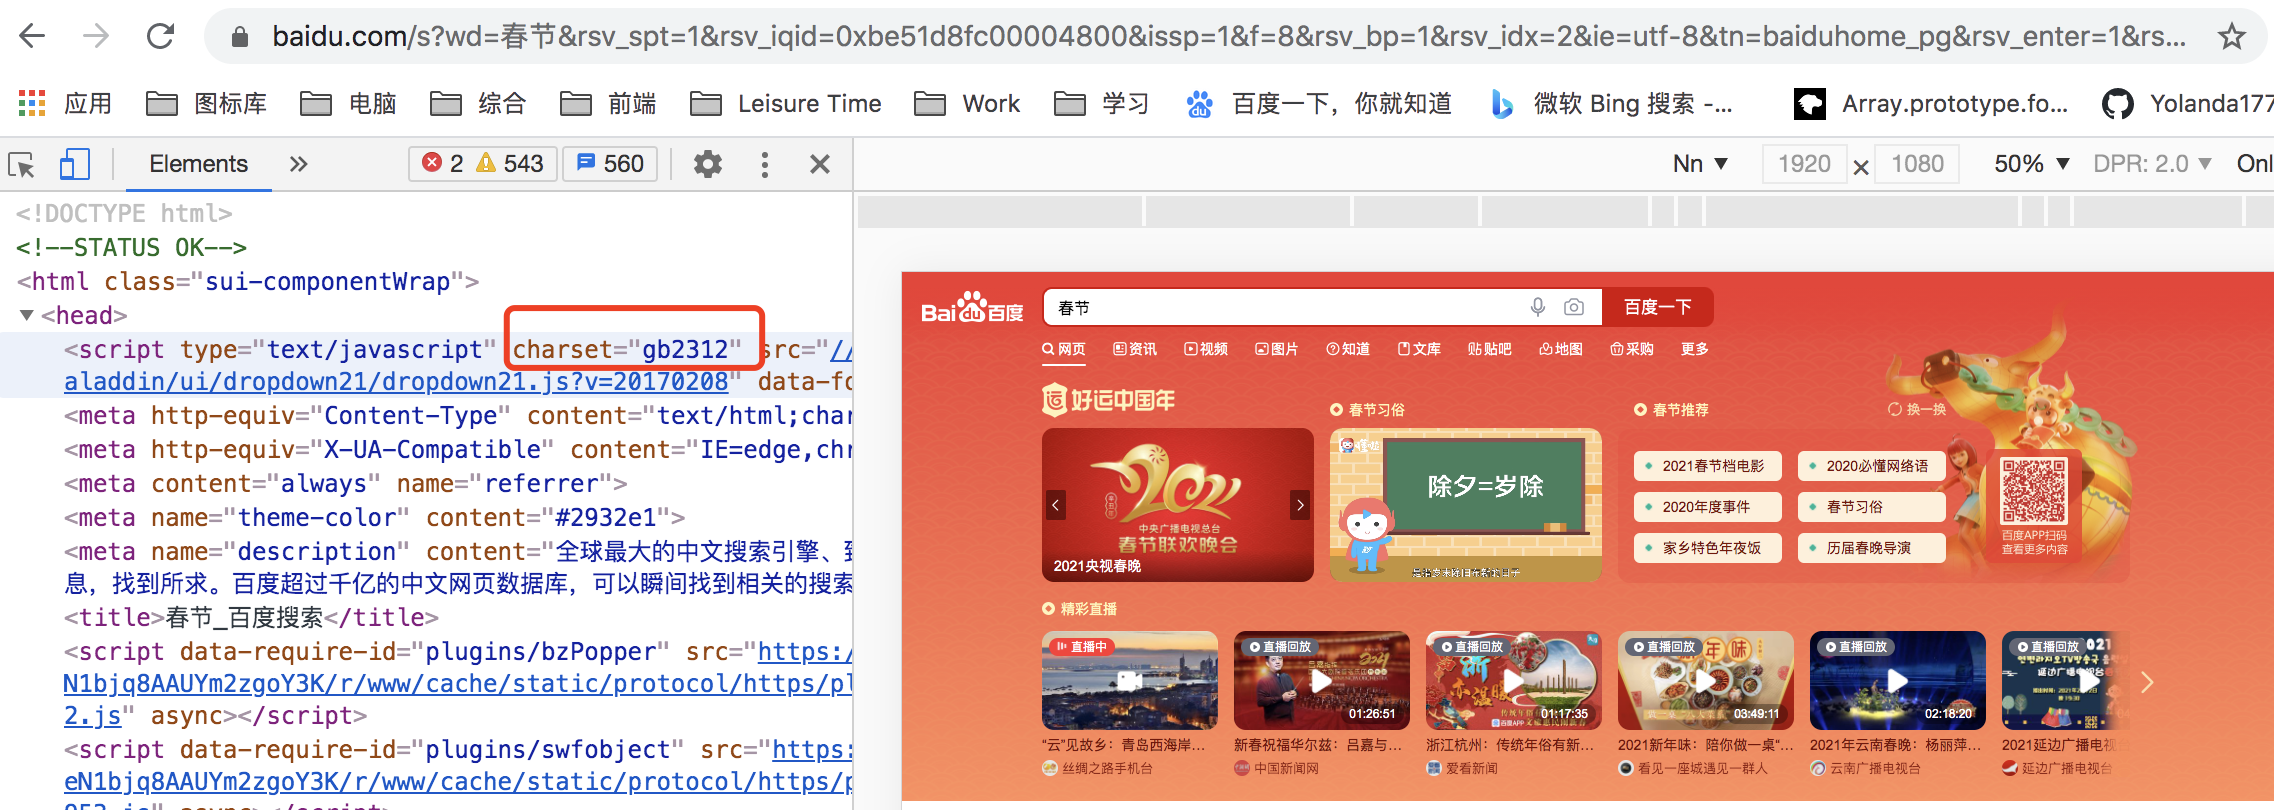 baidu.com/s?wd=春节&rsv_spt=1&rsv_iqid=0xbe51d8fc00004800&issp=1&f=8&rsv_bp=1&rsv_idx=2&ie=utf-8&tn=baiduhome_pg&rsv_enter=1&rs...
应用 图标库 电脑 综合 前端 Leisure Time Work 学习 百度一下，你就知道 微软 Bing 搜索 -... Array.prototype.fo... Yolanda177
Elements 2 543 560
Nn ▼ 1920 × 1080 50% ▼ DPR: 2.0 ▼ Onl
<!DOCTYPE html>
<!--STATUS OK-->
<html class="sui-componentWrap">
▼<head>
<script type="text/javascript" charset="gb2312" src="//
aladdin/ui/dropdown21/dropdown21.js?v=20170208" data-fo
<meta http-equiv="Content-Type" content="text/html;char
<meta http-equiv="X-UA-Compatible" content="IE=edge,chr
<meta content="always" name="referrer">
<meta name="theme-color" content="#2932e1">
<meta name="description" content="全球最大的中文搜索引擎、致
息，找到所求。百度超过千亿的中文网页数据库，可以瞬间找到相关的搜索
<title>春节_百度搜索</title>
<script data-require-id="plugins/bzPopper" src="https:/
N1bjq8AAUYm2zgoY3K/r/www/cache/static/protocol/https/pl
2.js" async></script>
<script data-require-id="plugins/swfobject" src="https:
eN1bjq8AAUYm2zgoY3K/r/www/cache/static/protocol/https/p
Bai du 百度 春节 百度一下
网页 资讯 视频 图片 知道 文库 贴吧 地图 采购 更多
好运中国年
中央广播电视总台
春节联欢晚会
2021央视春晚
春节习俗
除夕=岁除
春节推荐 换一换
2021春节档电影 2020必懂网络语
2020年度事件 春节习俗
家乡特色年夜饭 历届春晚导演
百度APP扫码
查看更多内容
精彩直播
直播中 直播回放 直播回放 直播回放 直播回放 直播回放
01:26:51 01:17:35 03:49:11 02:18:20
“云”见故乡：青岛西海岸... 新春祝福华尔兹：吕嘉与... 浙江杭州：传统年俗有新... 2021新年味：陪你做一桌“... 2021年云南春晚：杨丽萍... 2021延边广播电视台
丝绸之路手机台 中国新闻网 爱看新闻 看见一座城遇见一群人 云南广播电视台 延边广播电视台